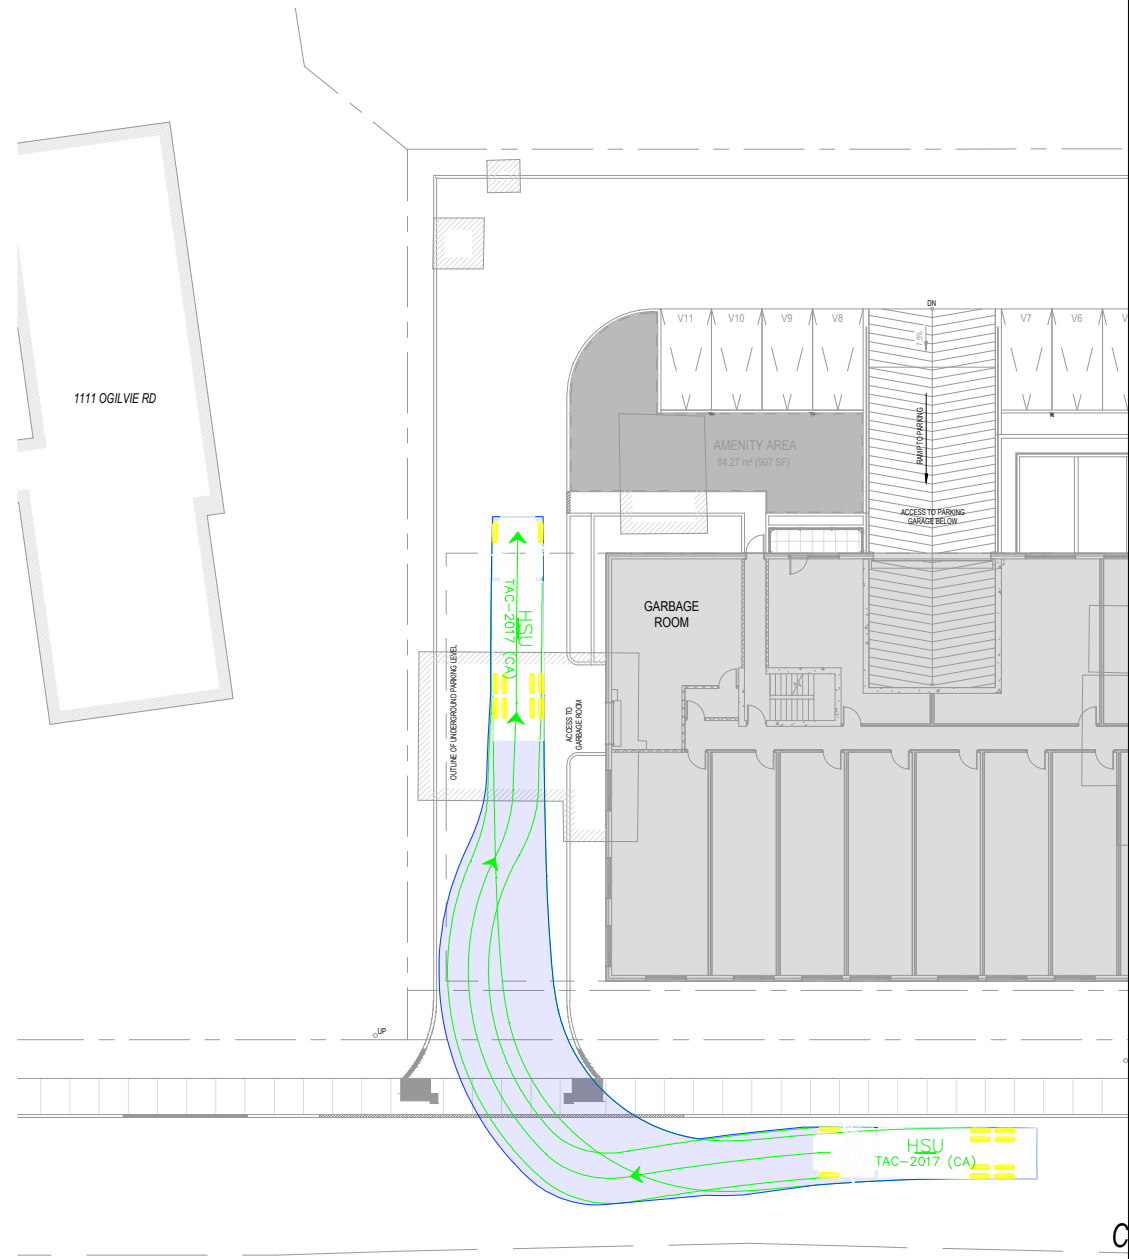 DN
V11
V10
V9
V8
V7
V6
V
7.5%
1111 OGILVIE RD
RAMP TO PARKING
AMENITY AREA
84.27 m² (907 SF)
ACCESS TO PARKING
GARAGE BELOW
HSU
TAC-2017 (CA)
GARBAGE
ROOM
OUTLINE OF UNDERGROUND PARKING LEVEL
ACCESS TO
GARBAGE ROOM
UP
HSU
TAC-2017 (CA)
C